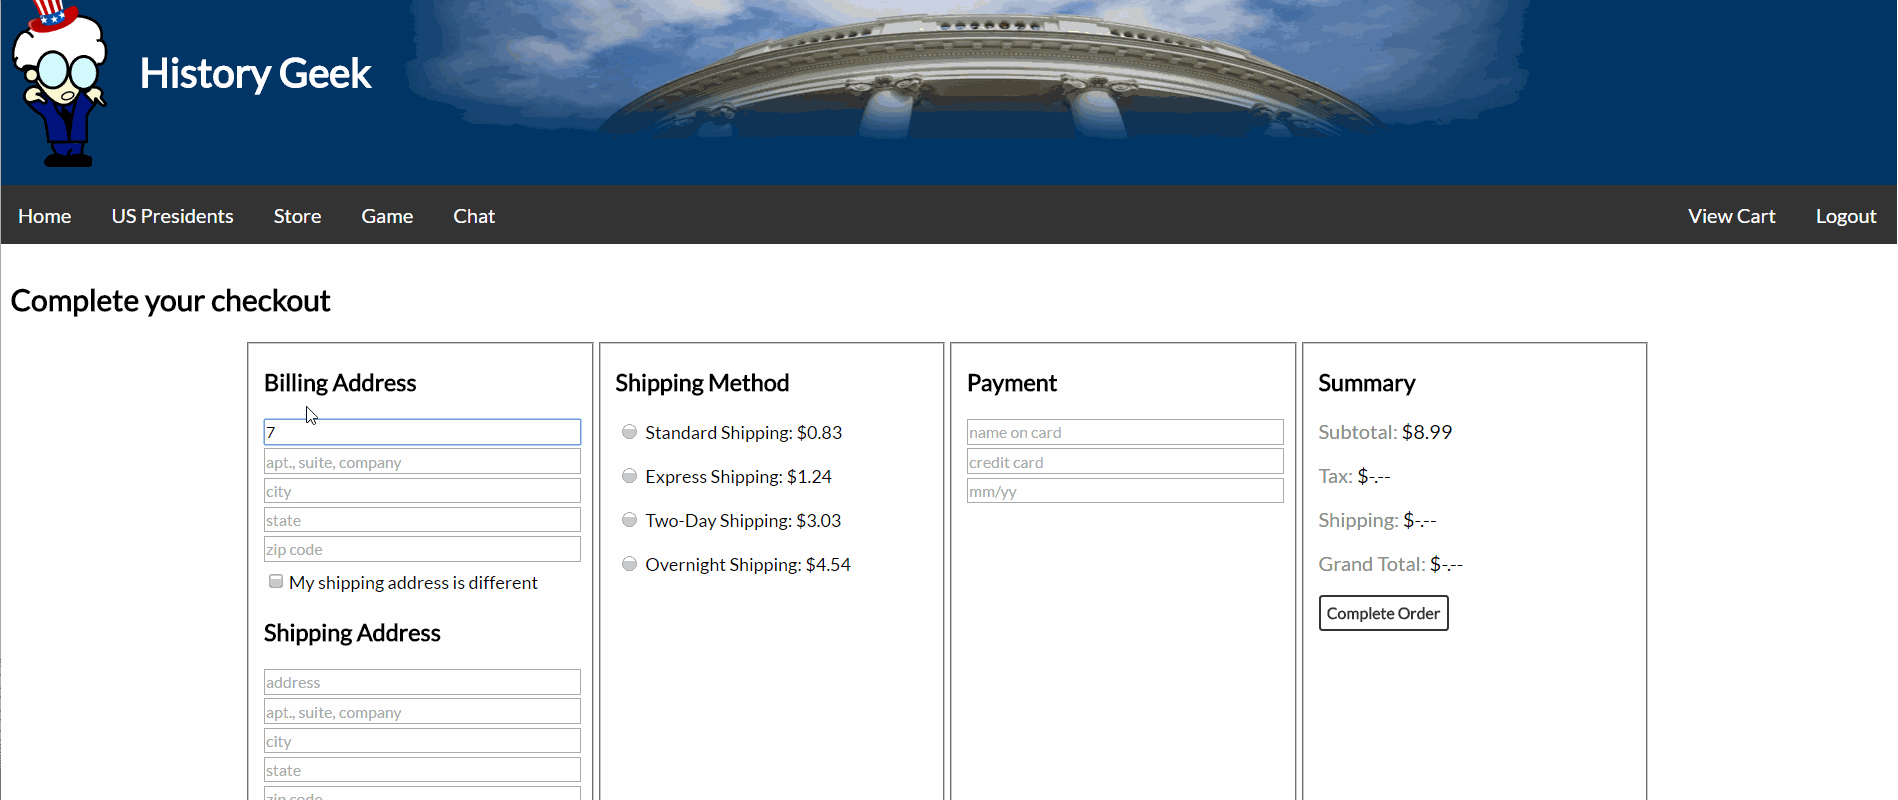 History Geek
Home US Presidents Store Game Chat View Cart Logout
Complete your checkout
Billing Address
7
apt., suite, company
city
state
zip code
My shipping address is different
Shipping Address
address
apt., suite, company
city
state
zip code
Shipping Method
Standard Shipping: $0.83
Express Shipping: $1.24
Two-Day Shipping: $3.03
Overnight Shipping: $4.54
Payment
name on card
credit card
mm/yy
Summary
Subtotal: $8.99
Tax: $-.--
Shipping: $-.--
Grand Total: $-.--
Complete Order